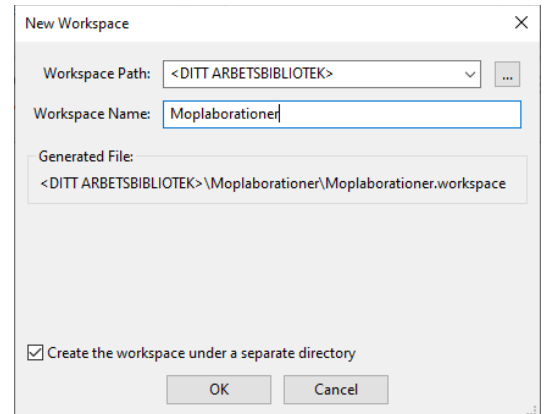 New Workspace
Workspace Path: <DITT ARBETSBIBLIOTEK> ...
Workspace Name: Moplaborationer
Generated File:
<DITT ARBETSBIBLIOTEK>\Moplaborationer\Moplaborationer.workspace
Create the workspace under a separate directory
OK Cancel